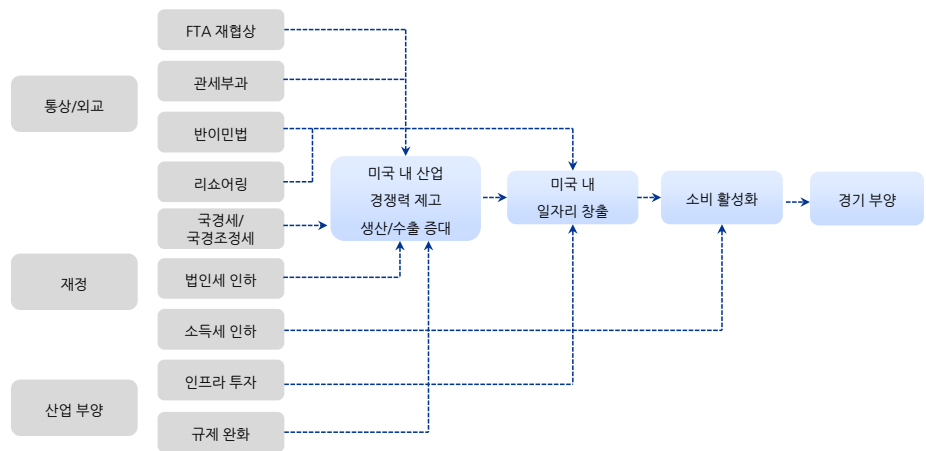 통상/외교
FTA 재협상
관세부과
반이민법
리쇼어링
재정
국경세/
국경조정세
법인세 인하
소득세 인하
산업 부양
인프라 투자
규제 완화
미국 내 산업
경쟁력 제고
생산/수출 증대
미국 내
일자리 창출
소비 활성화
경기 부양